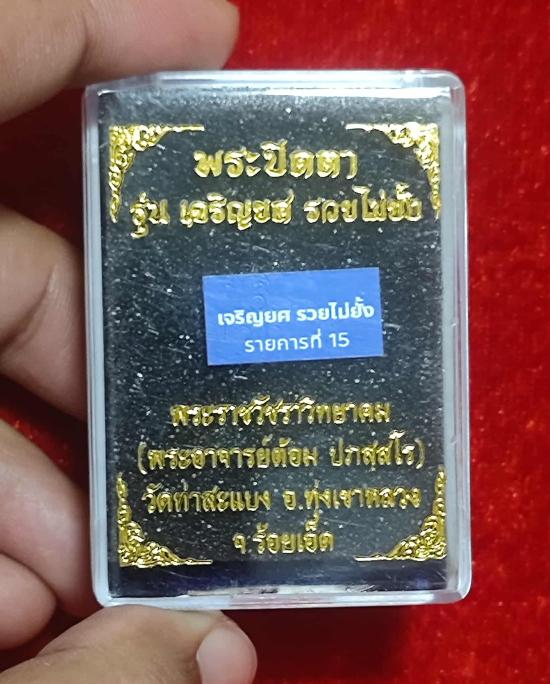 พระปิดตา
รุ่น เจริญยศ รวยไม่ยั้ง
เจริญยศ รวยไม่ยั้ง
รายการที่ 15
พระราชวัชราวิทยาคม
(พระอาจารย์ต้อม ปภสฺสโร)
วัดท่าสะแบง อ.ทุ่งเขาหลวง
จ.ร้อยเอ็ด